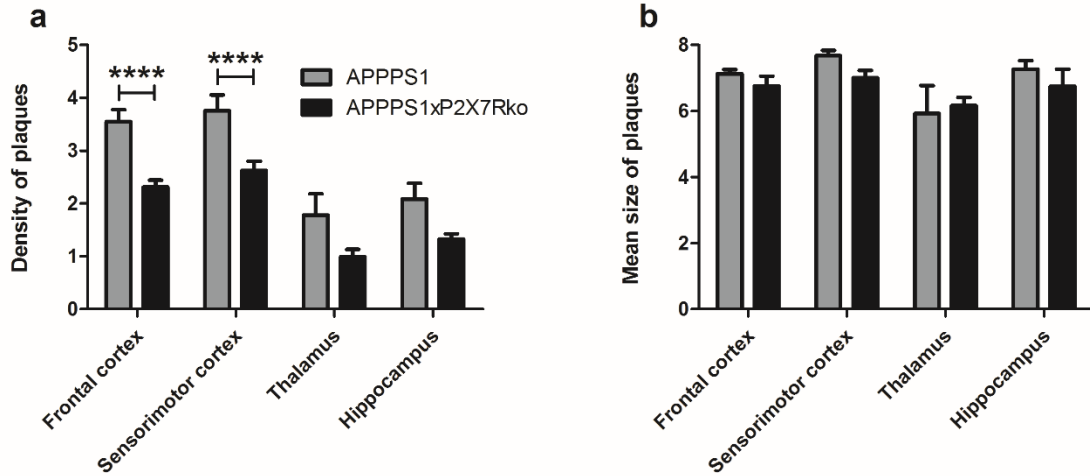 a
5
4
3
2
1
0
Density of plaques
****
****
APPPS1
APPPS1xP2X7Rko
Frontal cortex
Sensorimotor cortex
Thalamus
Hippocampus
b
8
6
4
2
0
Mean size of plaques
Frontal cortex
Sensorimotor cortex
Thalamus
Hippocampus